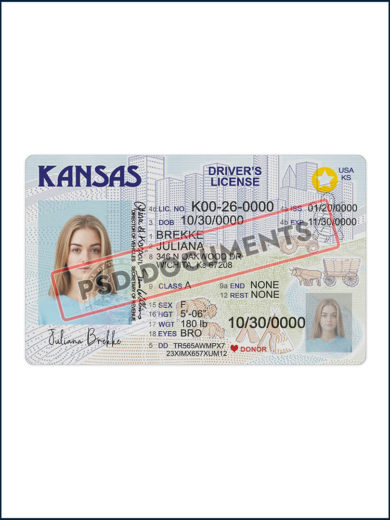 KANSAS
DRIVER'S
LICENSE
USA
KS
4d LIC. NO. K00-26-0000
4a ISS 01/20/0000
3 DOB 10/30/0000
4b EXP 11/30/0000
1 BREKKE
2 JULIANA
8 346 N OAKWOOD DR
WICHITA, KS 67208
PSD DOCUMENTS
9 CLASS A
9a END NONE
12 REST NONE
15 SEX F
16 HGT 5'-06"
17 WGT 180 lb
18 EYES BRO
10/30/0000
5 DD TR565AWMPX7
23XIMX657XUM12
DONOR
Juliana Brekke
DIRECTOR OF VEHICLES
SECRETARY OF REVENUE